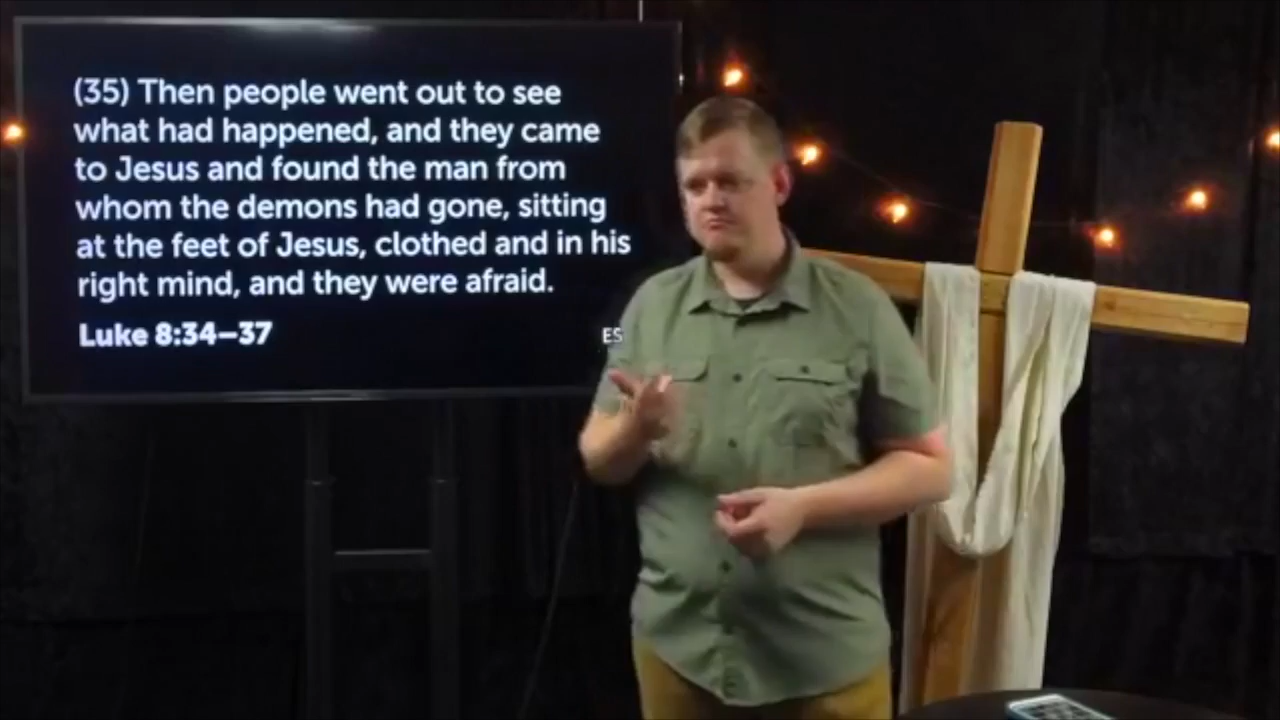 (35) Then people went out to see
what had happened, and they came
to Jesus and found the man from
whom the demons had gone, sitting
at the feet of Jesus, clothed and in his
right mind, and they were afraid.
Luke 8:34–37 ES